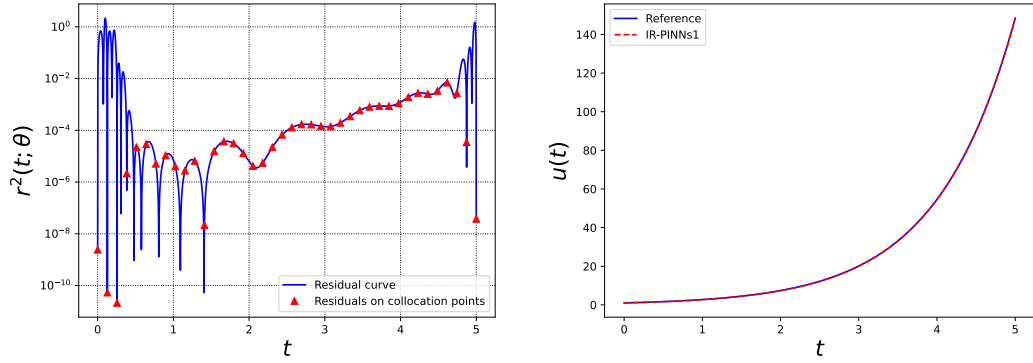 10⁰
10⁻²
10⁻⁴
10⁻⁶
10⁻⁸
10⁻¹⁰
r²(t; θ)
0 1 2 3 4 5
t
Residual curve
Residuals on collocation points
140
120
100
80
60
40
20
0
u(t)
0 1 2 3 4 5
t
Reference
IR-PINNs1